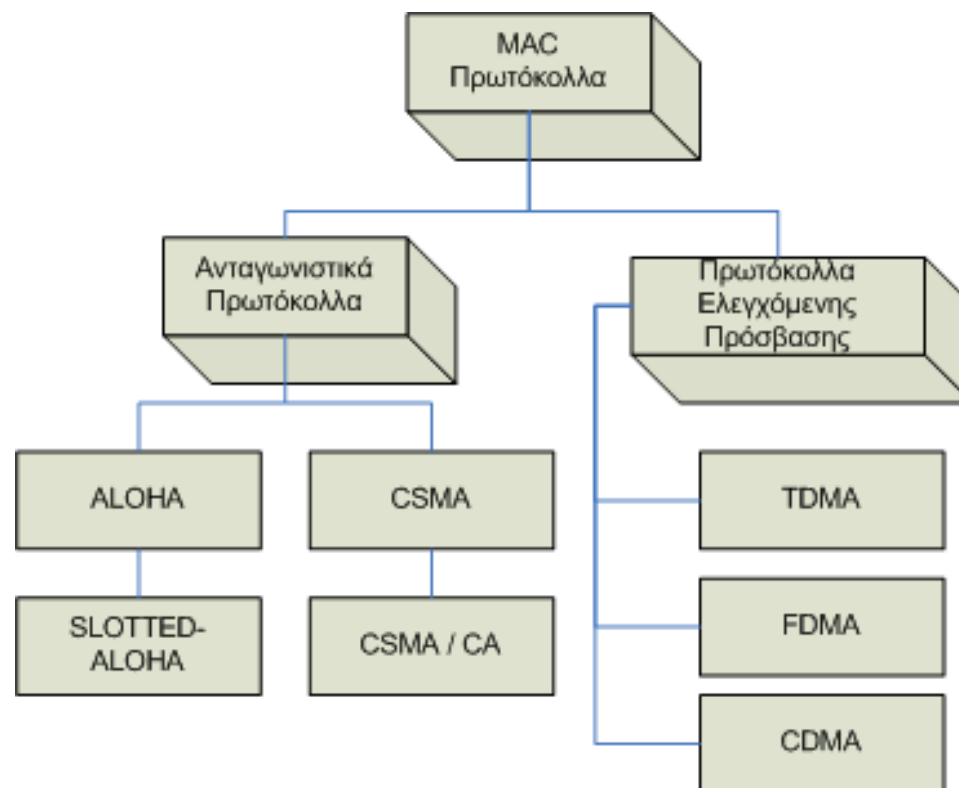 MAC
Πρωτόκολλα
Ανταγωνιστικά
Πρωτόκολλα
Πρωτόκολλα
Ελεγχόμενης
Πρόσβασης
ALOHA
CSMA
TDMA
SLOTTED-
ALOHA
CSMA / CA
FDMA
CDMA